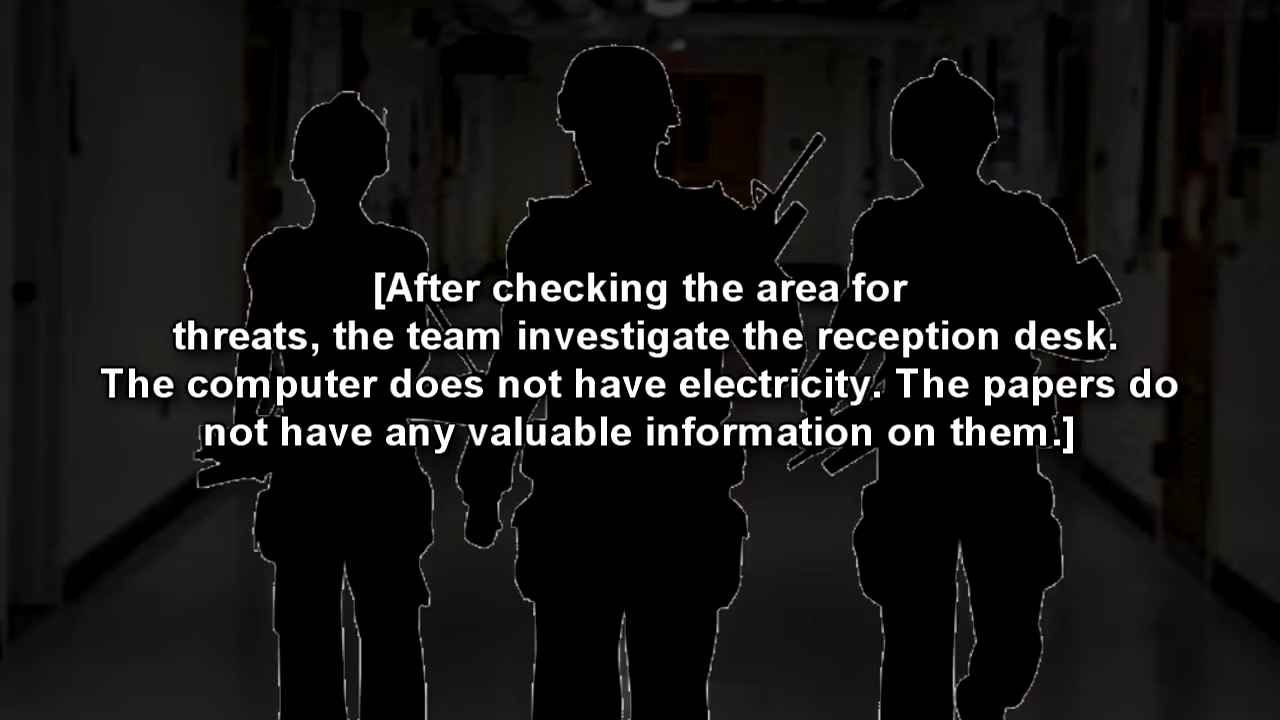 [After checking the area for
threats, the team investigate the reception desk.
The computer does not have electricity. The papers do
not have any valuable information on them.]